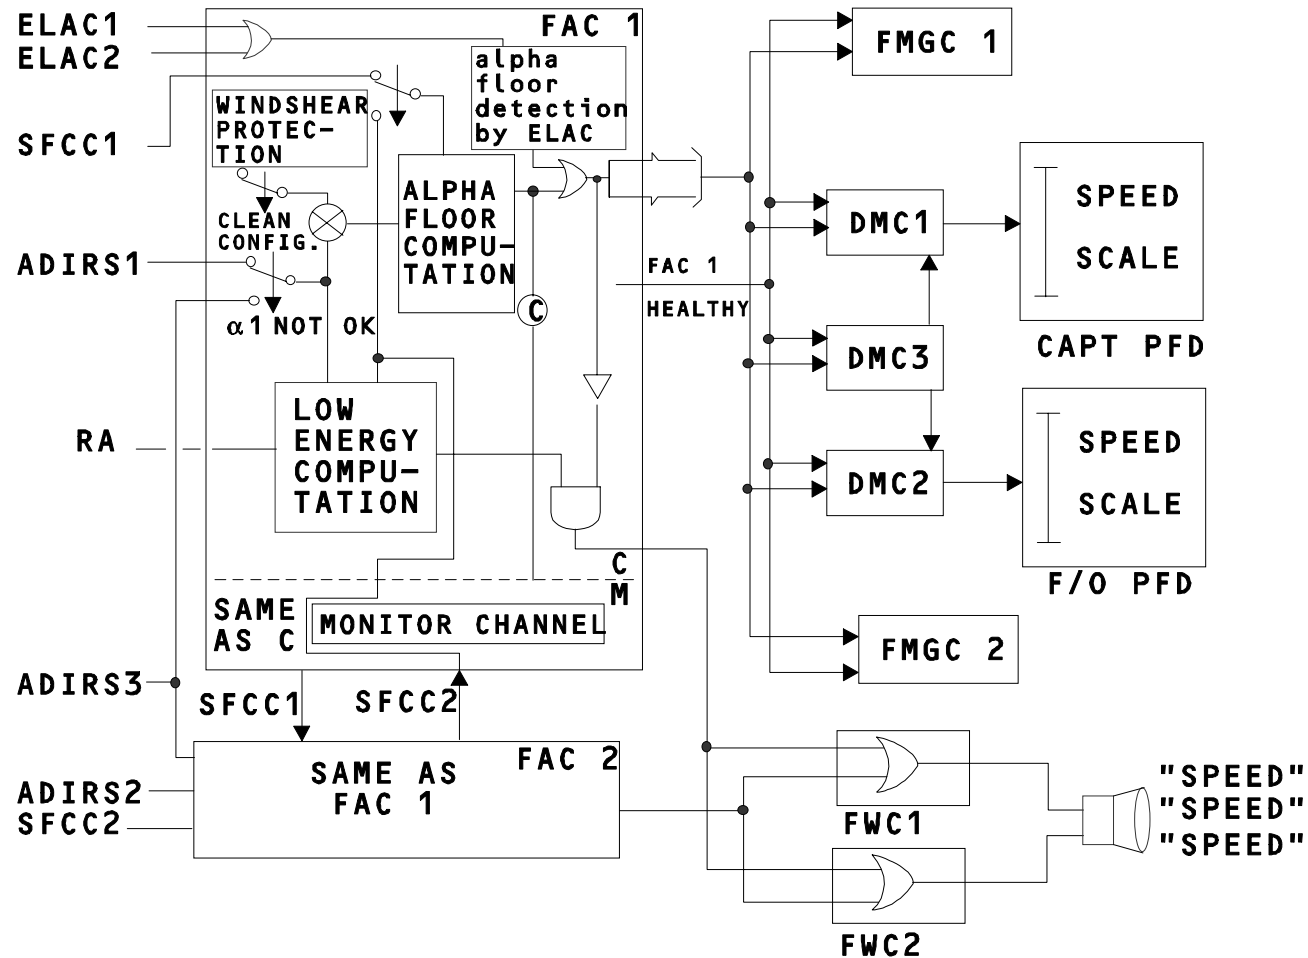 ELAC1
ELAC2
SFCC1
ADIRS1
RA
ADIRS3
ADIRS2
SFCC2
FAC 1
alpha
floor
detection
by ELAC
WINDSHEAR
PROTEC-
TION
CLEAN
CONFIG.
α1 NOT OK
ALPHA
FLOOR
COMPU-
TATION
C
LOW
ENERGY
COMPU-
TATION
C
M
SAME
AS C
MONITOR CHANNEL
SFCC1
SFCC2
FAC 2
SAME AS
FAC 1
FAC 1
HEALTHY
FMGC 1
DMC1
DMC3
DMC2
FMGC 2
SPEED
SCALE
CAPT PFD
SPEED
SCALE
F/O PFD
FWC1
FWC2
"SPEED"
"SPEED"
"SPEED"